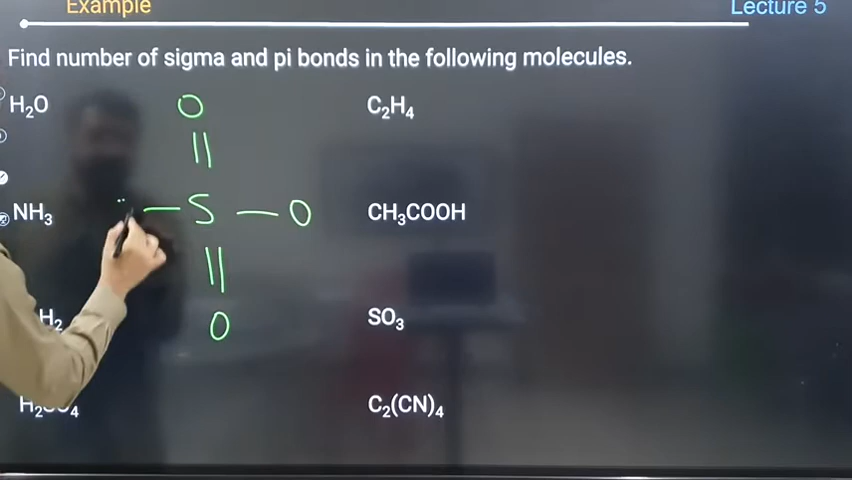 Example
Lecture 5
Find number of sigma and pi bonds in the following molecules.
H₂O
O
C₂H₄
||
NH₃
— S — O
CH₃COOH
||
H₂
O
SO₃
C₂(CN)₄